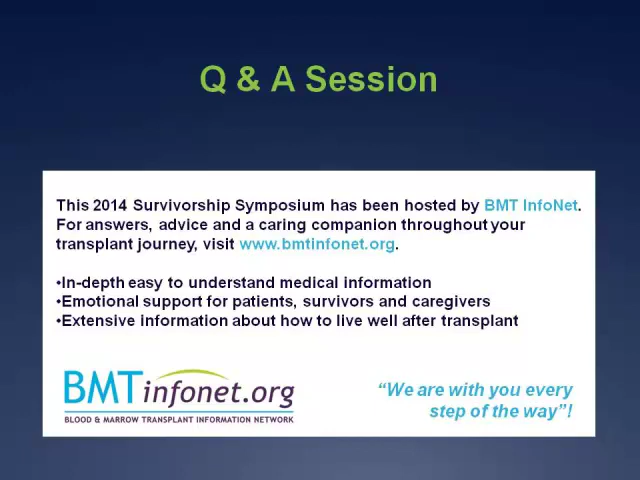 Q & A Session
This 2014 Survivorship Symposium has been hosted by BMT InfoNet.
For answers, advice and a caring companion throughout your
transplant journey, visit www.bmtinfonet.org.
•In-depth easy to understand medical information
•Emotional support for patients, survivors and caregivers
•Extensive information about how to live well after transplant
BMTinfonet.org
BLOOD & MARROW TRANSPLANT INFORMATION NETWORK
“We are with you every
step of the way”!